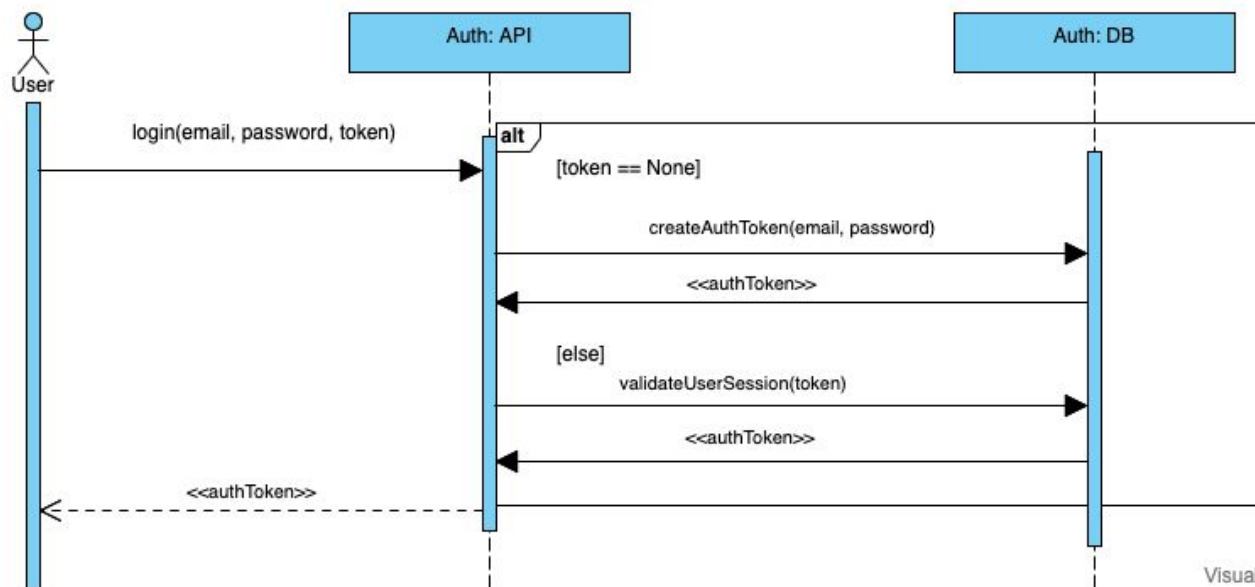 Auth: API
Auth: DB
User
login(email, password, token)
alt
[token == None]
createAuthToken(email, password)
<<authToken>>
[else]
validateUserSession(token)
<<authToken>>
<<authToken>>
Visua